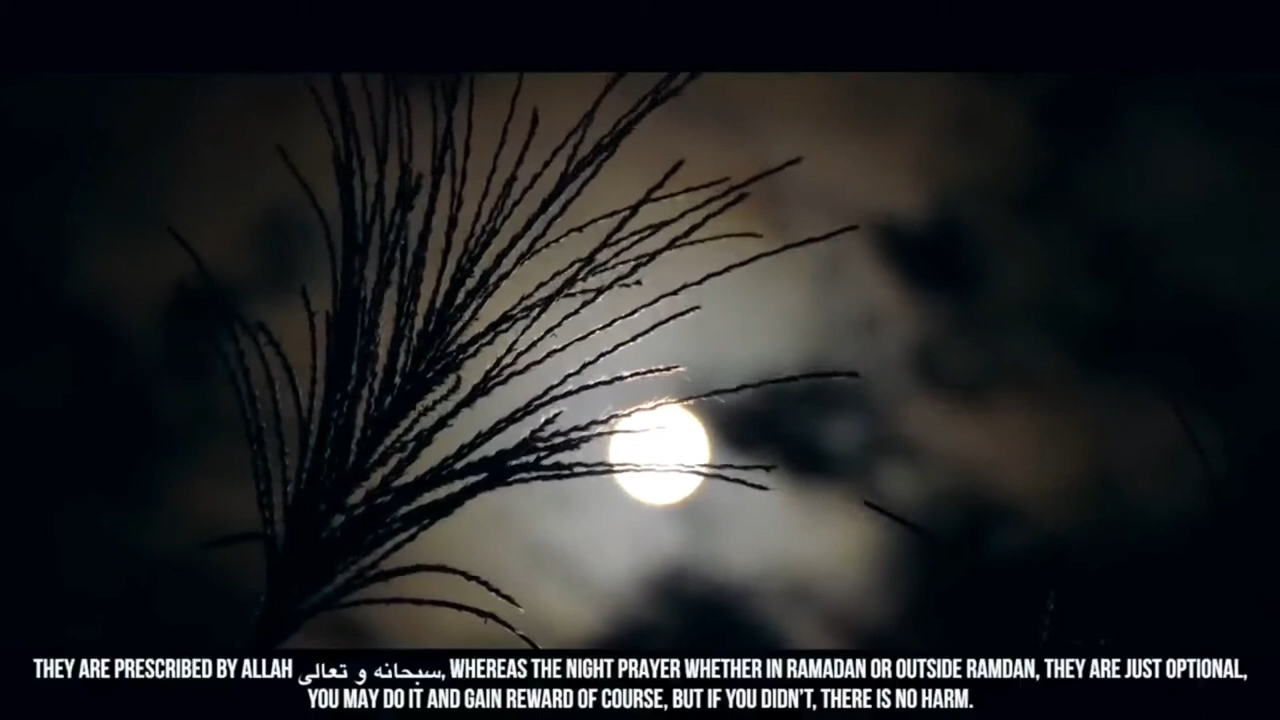 THEY ARE PRESCRIBED BY ALLAH سبحانه و تعالى, WHEREAS THE NIGHT PRAYER WHETHER IN RAMADAN OR OUTSIDE RAMDAN, THEY ARE JUST OPTIONAL,
YOU MAY DO IT AND GAIN REWARD OF COURSE, BUT IF YOU DIDN'T, THERE IS NO HARM.